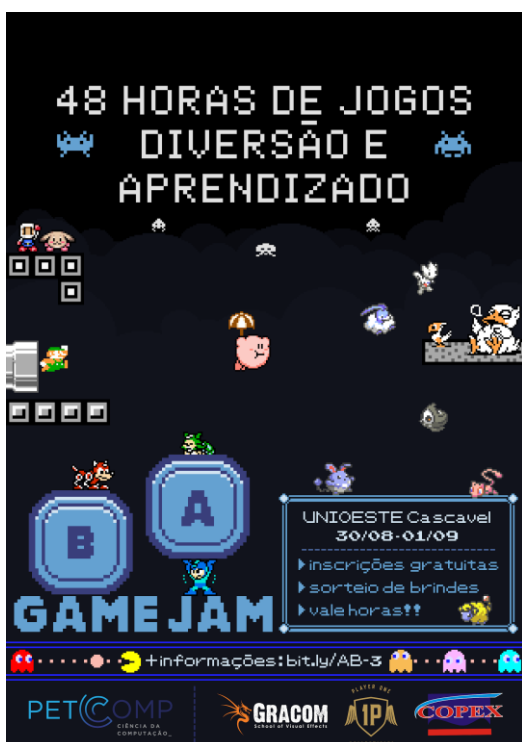 48 HORAS DE JOGOS
DIVERSÃO E
APRENDIZADO
B
A
GAME JAM
UNIOESTE Cascavel
30/08-01/09
inscrições gratuitas
sorteio de brindes
vale horas!!
+informações: bit.ly/AB-3
PETCOMP
CIÊNCIA DA
COMPUTAÇÃO
GRACOM
School of Visual Effects
PLAYER ONE
1P
COPEX